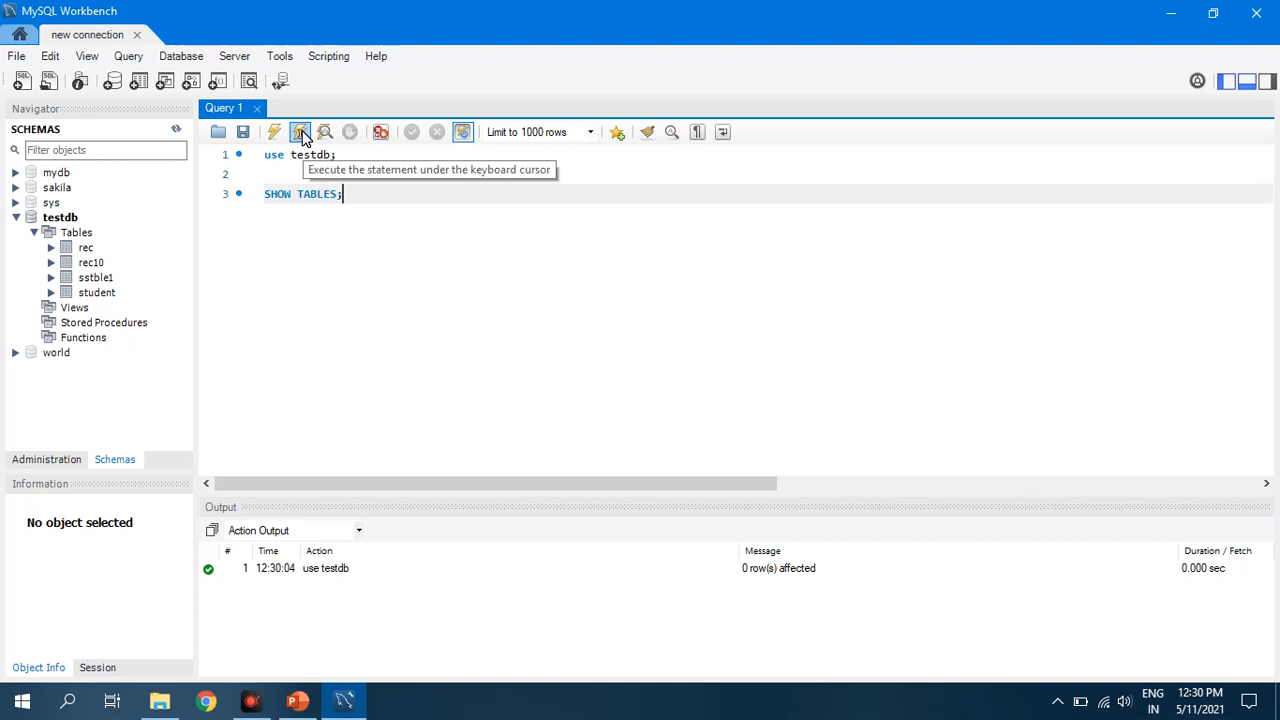 MySQL Workbench
new connection
File Edit View Query Database Server Tools Scripting Help
Navigator
SCHEMAS
Filter objects
mydb
sakila
sys
testdb
Tables
rec
rec10
sstble1
student
Views
Stored Procedures
Functions
world
Administration Schemas
Information
No object selected
Object Info Session
Query 1
Limit to 1000 rows
1 use testdb;
Execute the statement under the keyboard cursor
2
3 SHOW TABLES;
Output
Action Output
# Time Action Message Duration / Fetch
1 12:30:04 use testdb 0 row(s) affected 0.000 sec
ENG
IN
12:30 PM
5/11/2021